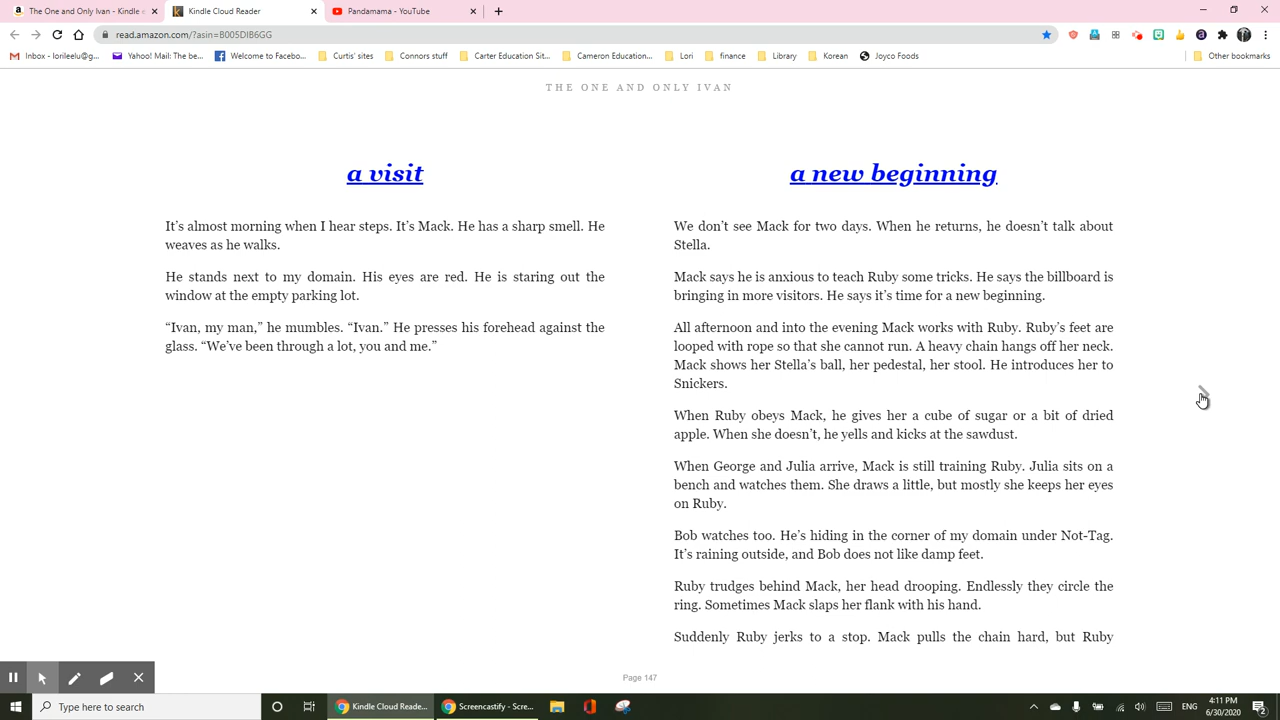 The One and Only Ivan - Kindle
Kindle Cloud Reader
Pandamama - YouTube
read.amazon.com/?asin=B005DIB6GG
Inbox - lorileelu@g...
Yahoo! Mail: The be...
Welcome to Facebo...
Curtis' sites
Connors stuff
Carter Education Sit...
Cameron Education...
Lori
finance
Library
Korean
Joyco Foods
Other bookmarks
THE ONE AND ONLY IVAN
a visit
It's almost morning when I hear steps. It's Mack. He has a sharp smell. He
weaves as he walks.
He stands next to my domain. His eyes are red. He is staring out the
window at the empty parking lot.
“Ivan, my man,” he mumbles. “Ivan.” He presses his forehead against the
glass. “We've been through a lot, you and me.”
a new beginning
We don't see Mack for two days. When he returns, he doesn't talk about
Stella.
Mack says he is anxious to teach Ruby some tricks. He says the billboard is
bringing in more visitors. He says it's time for a new beginning.
All afternoon and into the evening Mack works with Ruby. Ruby's feet are
looped with rope so that she cannot run. A heavy chain hangs off her neck.
Mack shows her Stella's ball, her pedestal, her stool. He introduces her to
Snickers.
When Ruby obeys Mack, he gives her a cube of sugar or a bit of dried
apple. When she doesn't, he yells and kicks at the sawdust.
When George and Julia arrive, Mack is still training Ruby. Julia sits on a
bench and watches them. She draws a little, but mostly she keeps her eyes
on Ruby.
Bob watches too. He's hiding in the corner of my domain under Not-Tag.
It's raining outside, and Bob does not like damp feet.
Ruby trudges behind Mack, her head drooping. Endlessly they circle the
ring. Sometimes Mack slaps her flank with his hand.
Suddenly Ruby jerks to a stop. Mack pulls the chain hard, but Ruby
Page 147
Type here to search
Kindle Cloud Reade...
Screencastify - Scre...
4:11 PM
6/30/2020
2